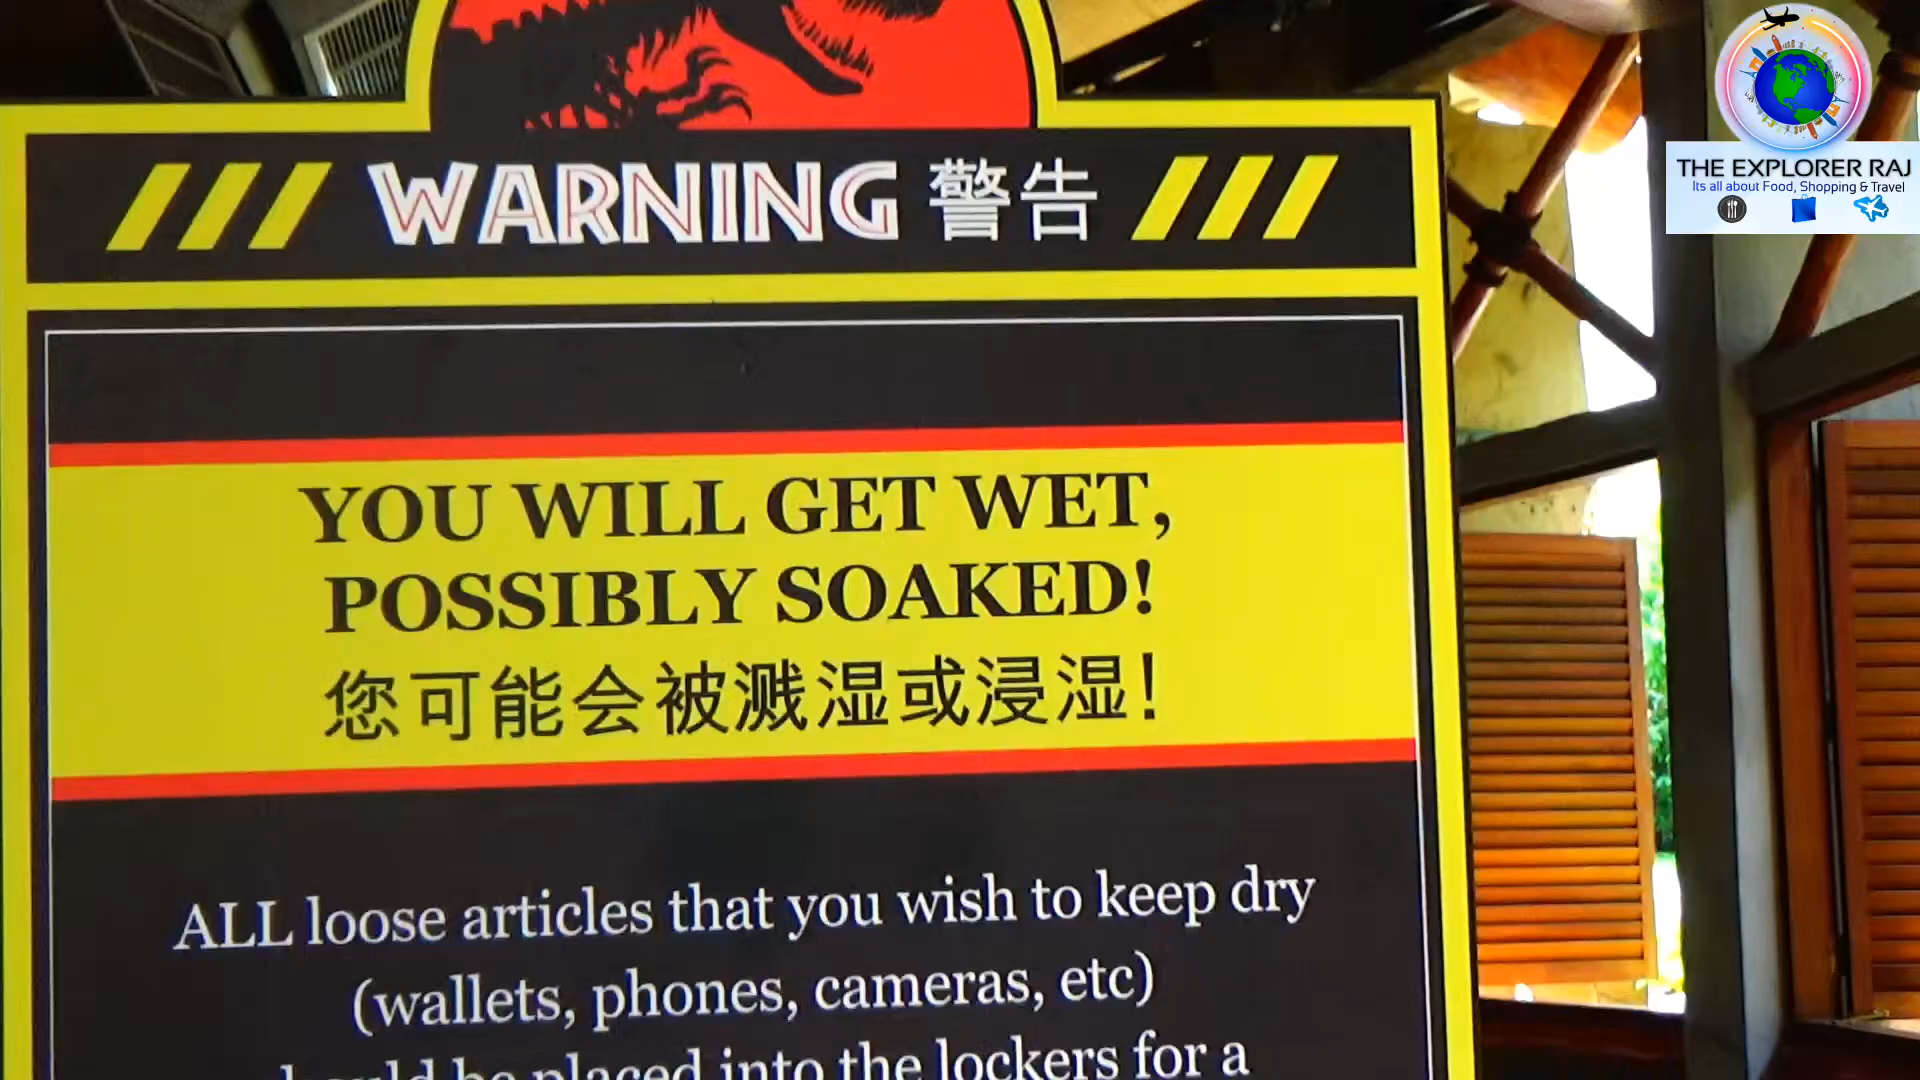 WARNING 警告
YOU WILL GET WET,
POSSIBLY SOAKED!
您可能会被溅湿或浸湿!
ALL loose articles that you wish to keep dry
(wallets, phones, cameras, etc)
be placed into the lockers for a
THE EXPLORER RAJ
Its all about Food, Shopping & Travel